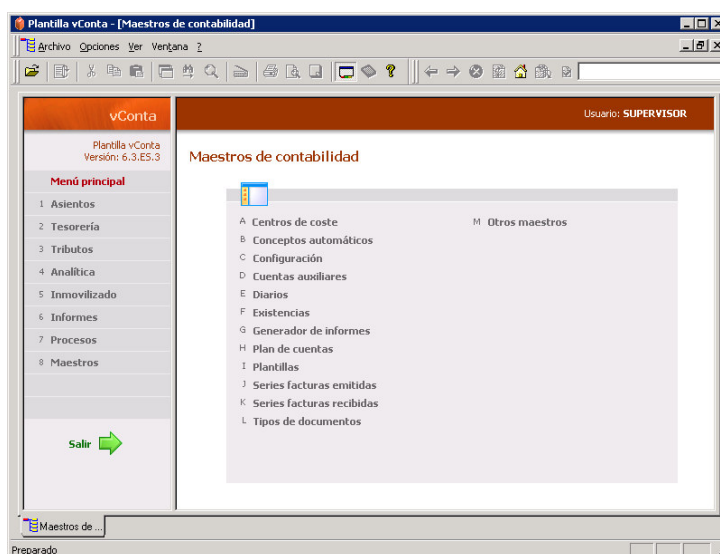 Plantilla vConta - [Maestros de contabilidad]
Archivo Opciones Ver Ventana ?
vConta
Usuario: SUPERVISOR
Plantilla vConta
Versión: 6.3.ES.3
Maestros de contabilidad
Menú principal
1 Asientos
2 Tesorería
3 Tributos
4 Analítica
5 Inmovilizado
6 Informes
7 Procesos
8 Maestros
Salir
A Centros de coste
B Conceptos automáticos
C Configuración
D Cuentas auxiliares
E Diarios
F Existencias
G Generador de informes
H Plan de cuentas
I Plantillas
J Series facturas emitidas
K Series facturas recibidas
L Tipos de documentos
M Otros maestros
Maestros de ...
Preparado